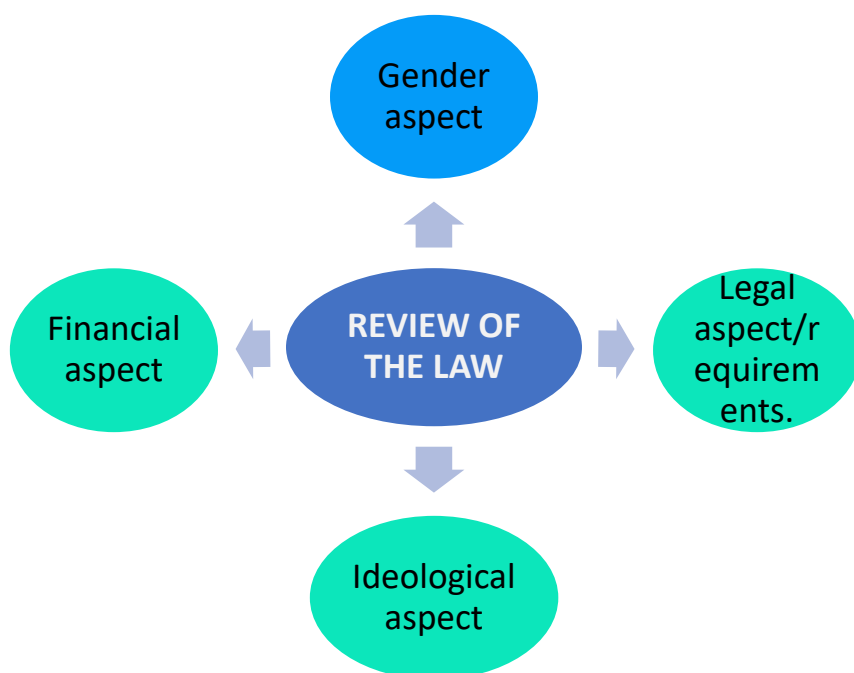 Gender
aspect
Financial
aspect
REVIEW OF
THE LAW
Legal
aspect/r
equirem
ents.
Ideological
aspect